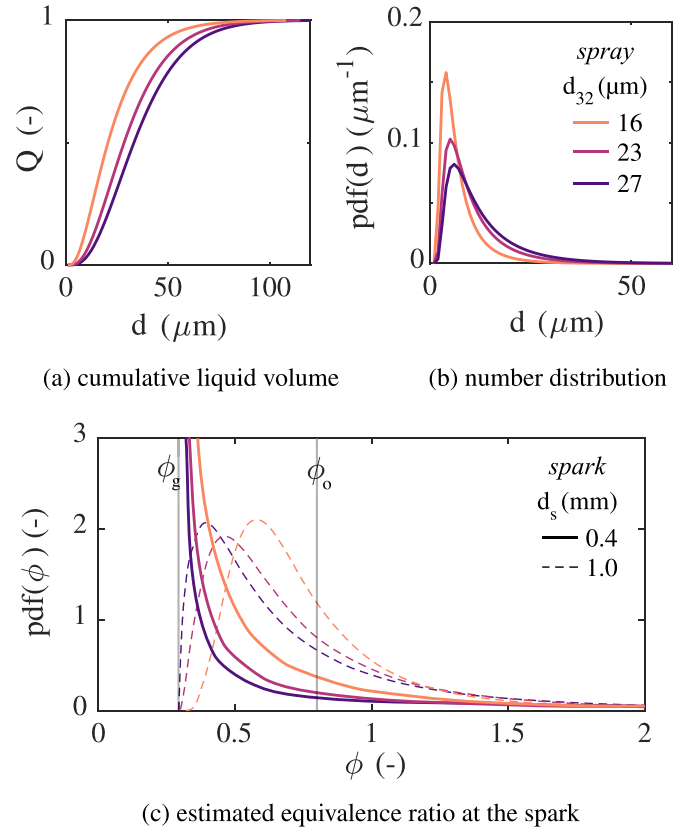 1
Q (-)
0
0
50
100
d (μm)
(a) cumulative liquid volume
0.2
pdf(d) (μm⁻¹)
0.1
0
0
50
d (μm)
spray
d₃₂ (μm)
16
23
27
(b) number distribution
3
pdf(ϕ) (-)
2
1
0
0
0.5
1
1.5
2
ϕ (-)
ϕg
ϕo
spark
dₛ (mm)
0.4
1.0
(c) estimated equivalence ratio at the spark